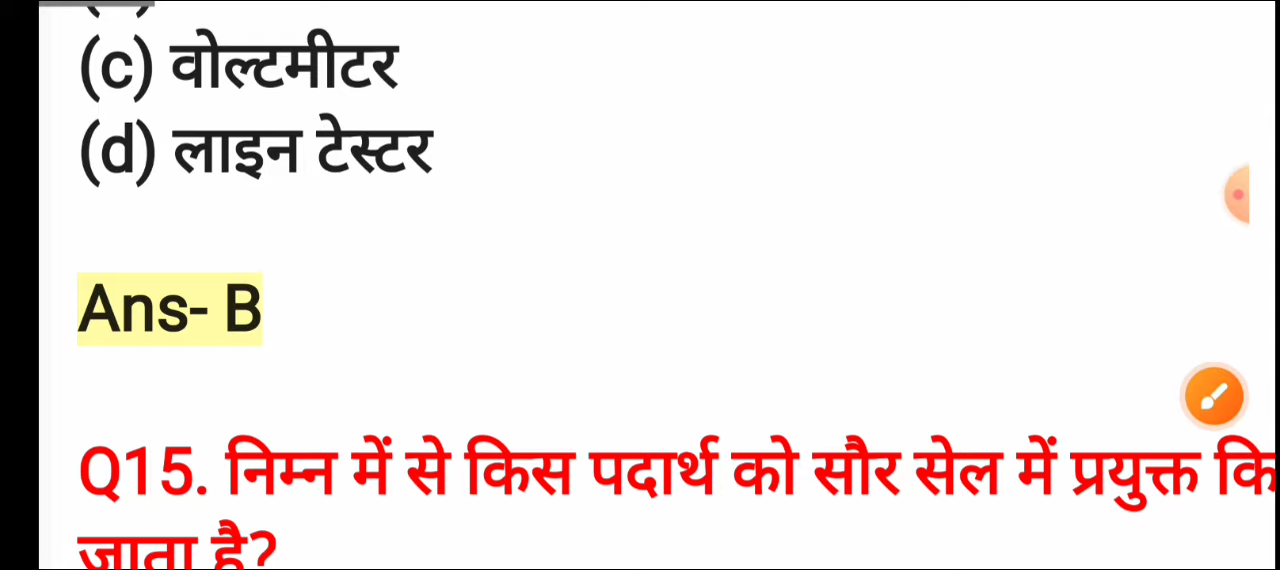 (c) वोल्टमीटर
(d) लाइन टेस्टर
Ans- B
Q15. निम्न में से किस पदार्थ को सौर सेल में प्रयुक्त कि
जाता है?